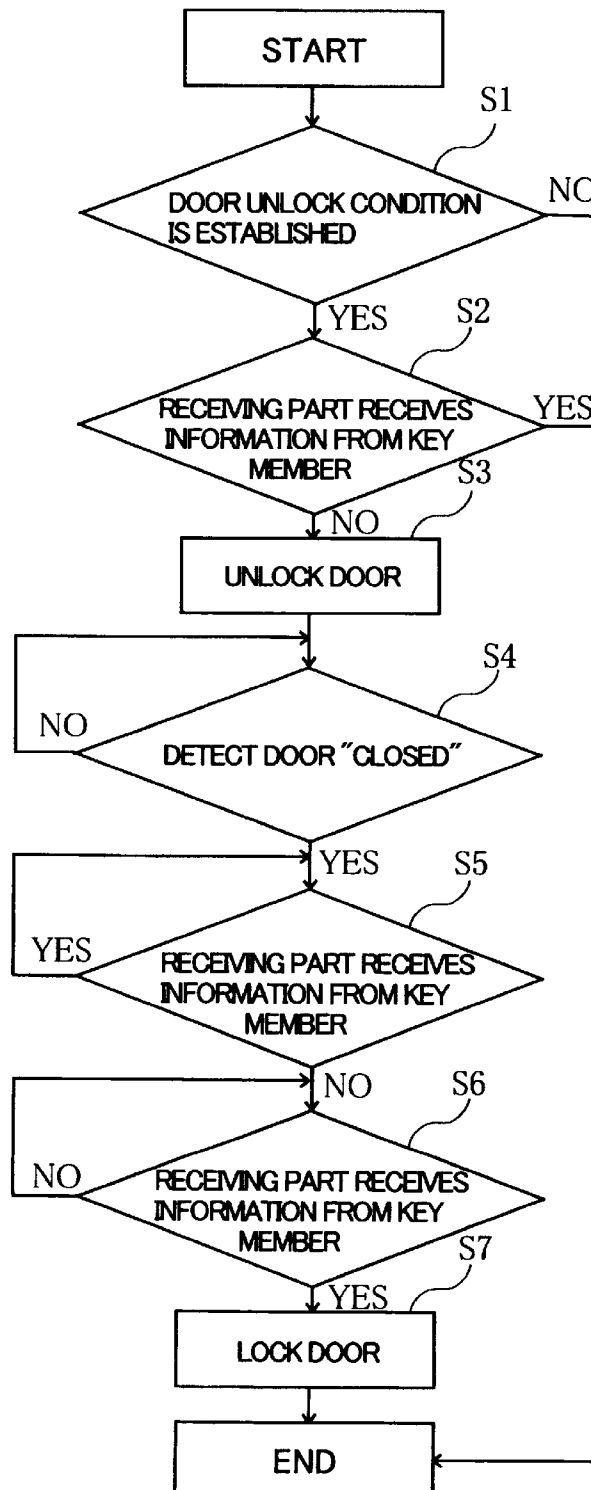 START
S1
DOOR UNLOCK CONDITION
IS ESTABLISHED
NO
YES
S2
RECEIVING PART RECEIVES
INFORMATION FROM KEY
MEMBER
YES
NO
S3
UNLOCK DOOR
S4
NO
DETECT DOOR "CLOSED"
YES
S5
YES
RECEIVING PART RECEIVES
INFORMATION FROM KEY
MEMBER
NO
S6
NO
RECEIVING PART RECEIVES
INFORMATION FROM KEY
MEMBER
YES
S7
LOCK DOOR
END